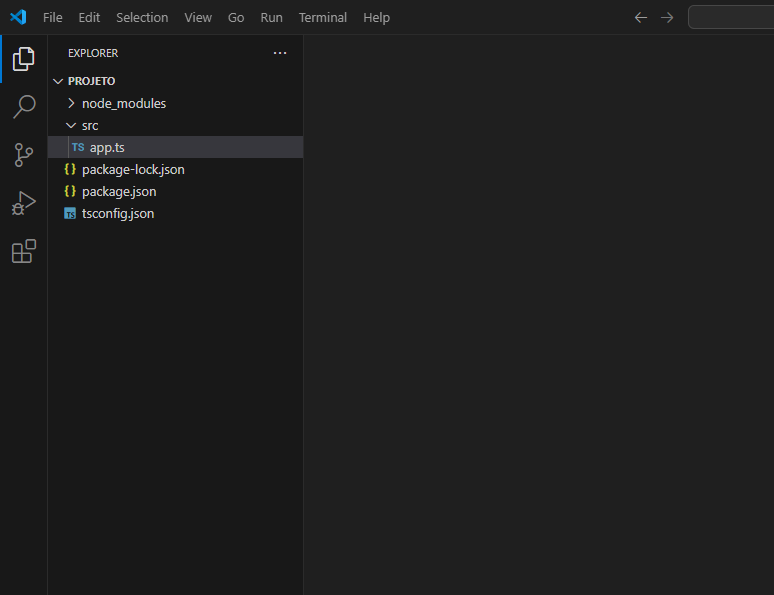 File Edit Selection View Go Run Terminal Help
EXPLORER ...
PROJETO
node_modules
src
TS app.ts
{} package-lock.json
{} package.json
TS tsconfig.json